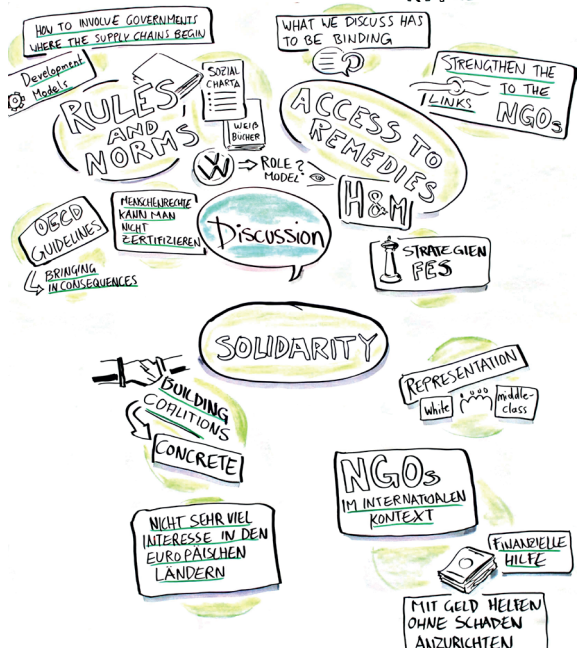 HOW TO INVOLVE GOVERNMENTS
WHERE THE SUPPLY CHAINS BEGIN
Development
Models
RULES
AND
NORMS
SOZIAL
CHARTA
WEIß
BÜCHER
VW
ROLE ?
MODEL
WHAT WE DISCUSS HAS
TO BE BINDING
ACCESS TO
REMEDIES
STRENGTHEN THE
LINKS TO THE
NGOs
H&M
OECD
GUIDELINES
BRINGING
IN CONSEQUENCES
MENSCHENRECHTE
KANN MAN
NICHT
ZERTIFIZIEREN
Discussion
STRATEGIEN
FES
SOLIDARITY
BUILDING
COALITIONS
CONCRETE
REPRESENTATION
White
middle-
class
NICHT SEHR VIEL
INTERESSE IN DEN
EUROPÄISCHEN
LÄNDERN
NGOs
IM INTERNATIOALEN
KONTEXT
FINANZIELLE
HILFE
MIT GELD HELFEN
OHNE SCHADEN
ANZURICHTEN